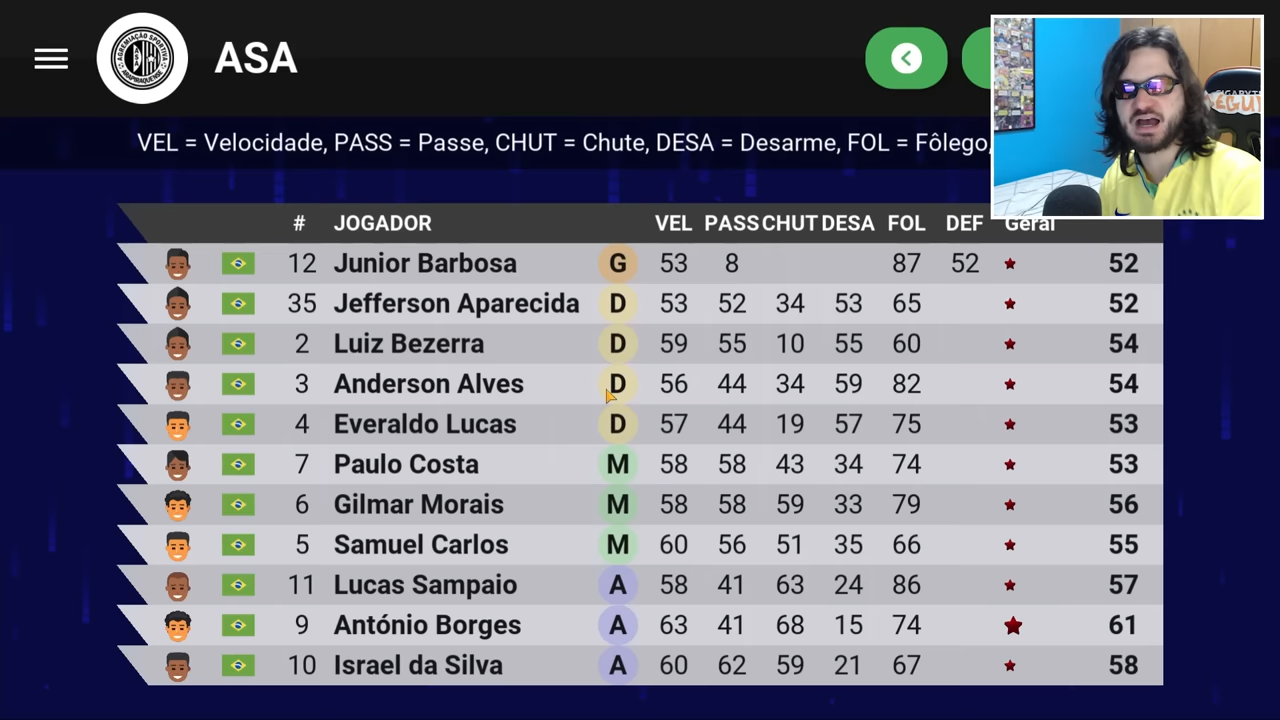 ASA
VEL = Velocidade, PASS = Passe, CHUT = Chute, DESA = Desarme, FOL = Fôlego,
# JOGADOR VEL PASS CHUT DESA FOL DEF Geral
12 Junior Barbosa G 53 8 87 52 52
35 Jefferson Aparecida D 53 52 34 53 65 52
2 Luiz Bezerra D 59 55 10 55 60 54
3 Anderson Alves D 56 44 34 59 82 54
4 Everaldo Lucas D 57 44 19 57 75 53
7 Paulo Costa M 58 58 43 34 74 53
6 Gilmar Morais M 58 58 59 33 79 56
5 Samuel Carlos M 60 56 51 35 66 55
11 Lucas Sampaio A 58 41 63 24 86 57
9 António Borges A 63 41 68 15 74 61
10 Israel da Silva A 60 62 59 21 67 58